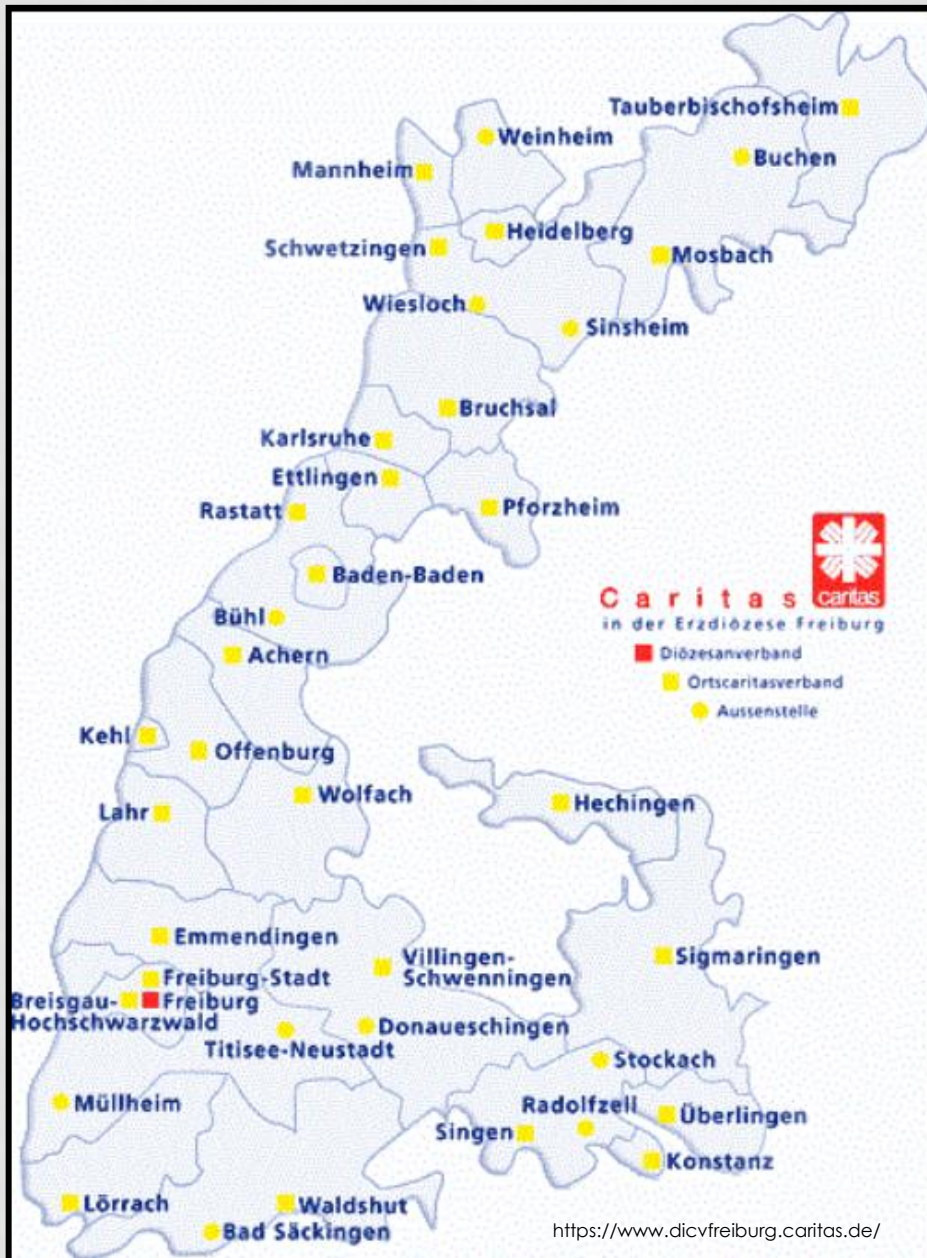 Tauberbischofsheim
Weinheim
Buchen
Mannheim
Heidelberg
Schwetzingen
Mosbach
Wiesloch
Sinsheim
Bruchsal
Karlsruhe
Ettlingen
Rastatt
Pforzheim
Baden-Baden
caritas
Caritas
in der Erzdiözese Freiburg
Bühl
Achern
Diözesanverband
Ortscaritasverband
Aussenstelle
Kehl
Offenburg
Wolfach
Hechingen
Lahr
Emmendingen
Villingen-
Schwenningen
Sigmaringen
Freiburg-Stadt
Breisgau-
Hochschwarzwald
Freiburg
Donaueschingen
Titisee-Neustadt
Stockach
Müllheim
Radolfzell
Überlingen
Singen
Konstanz
Lörrach
Waldshut
Bad Säckingen
https://www.dicvfreiburg.caritas.de/